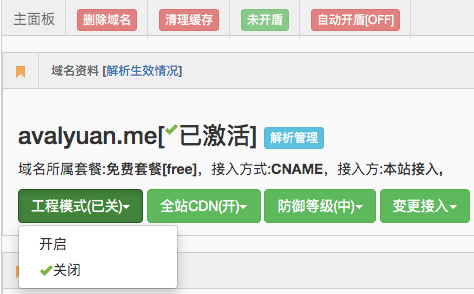 主面板 删除域名 清理缓存 未开盾 自动开盾[OFF]
域名资料 [解析生效情况]
avalyuan.me[✔已激活] 解析管理
域名所属套餐:免费套餐[free]，接入方式:CNAME，接入方:本站接入，
工程模式(已关) 全站CDN(开) 防御等级(中) 变更接入
开启
✔关闭